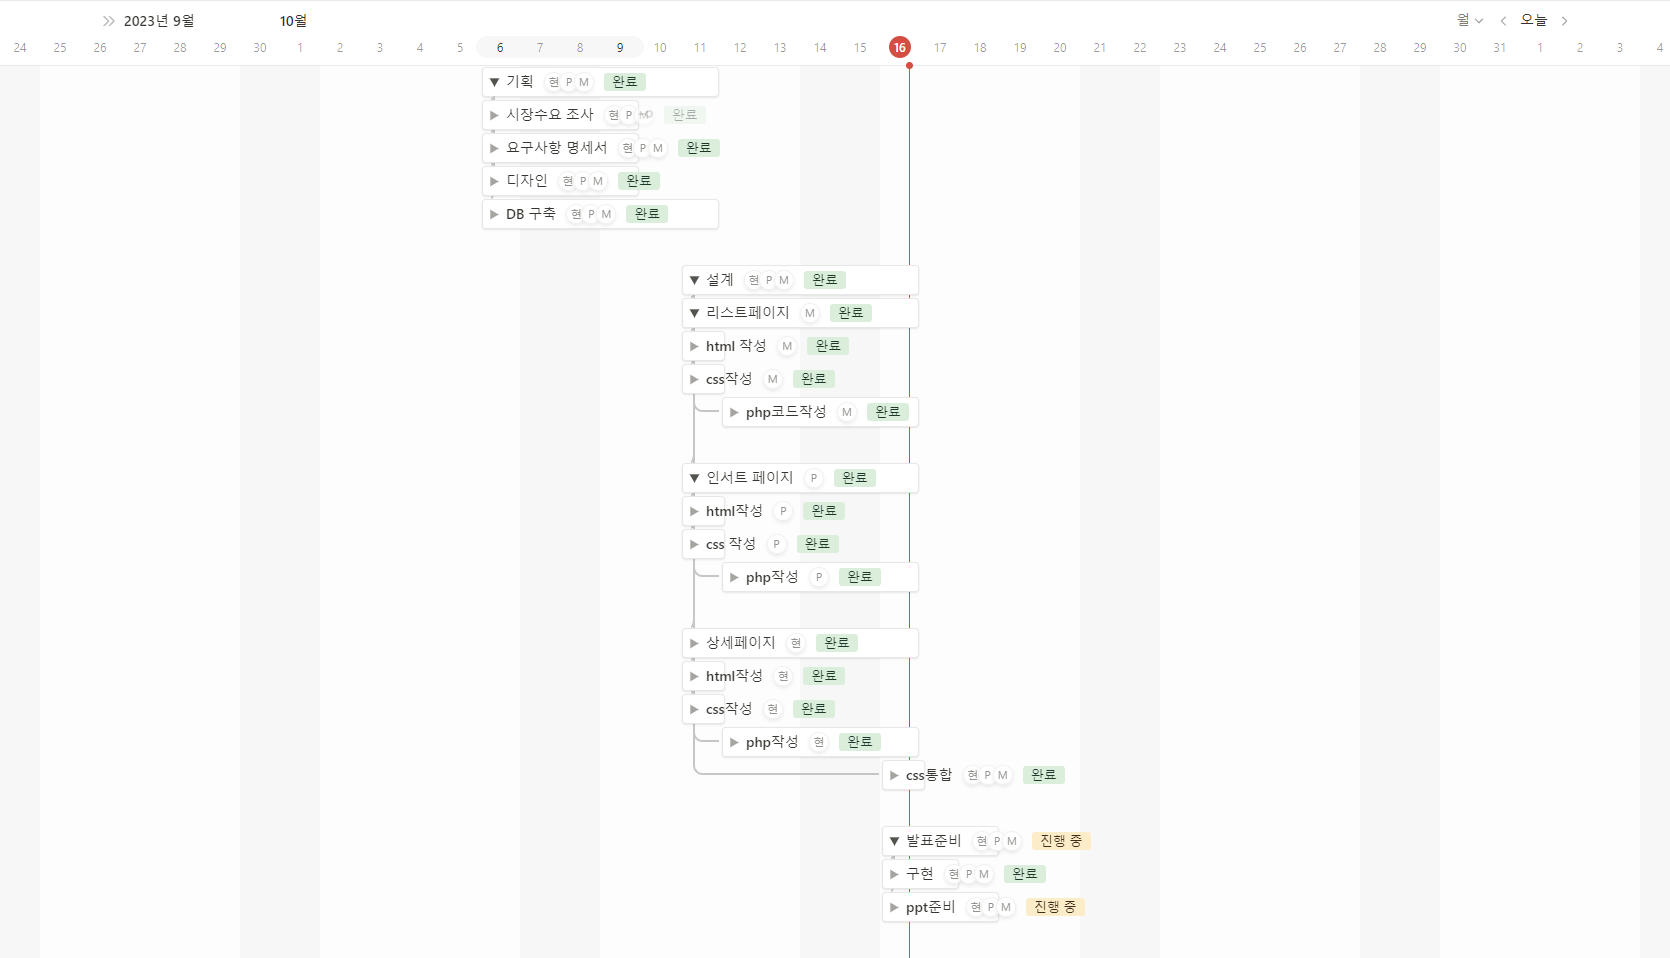 2023년 9월 10월 월 오늘
24 25 26 27 28 29 30 1 2 3 4 5 6 7 8 9 10 11 12 13 14 15 16 17 18 19 20 21 22 23 24 25 26 27 28 29 30 31 1 2 3 4
기획 현 P M 완료
시장수요 조사 현 P 완료
요구사항 명세서 현 P M 완료
디자인 현 P M 완료
DB 구축 현 P M 완료
설계 현 P M 완료
리스트페이지 M 완료
html 작성 M 완료
css작성 M 완료
php코드작성 M 완료
인서트 페이지 P 완료
html작성 P 완료
css 작성 P 완료
php작성 P 완료
상세페이지 현 완료
html작성 현 완료
css작성 현 완료
php작성 현 완료
css통합 현 P M 완료
발표준비 현 P M 진행 중
구현 현 P M 완료
ppt준비 현 P M 진행 중